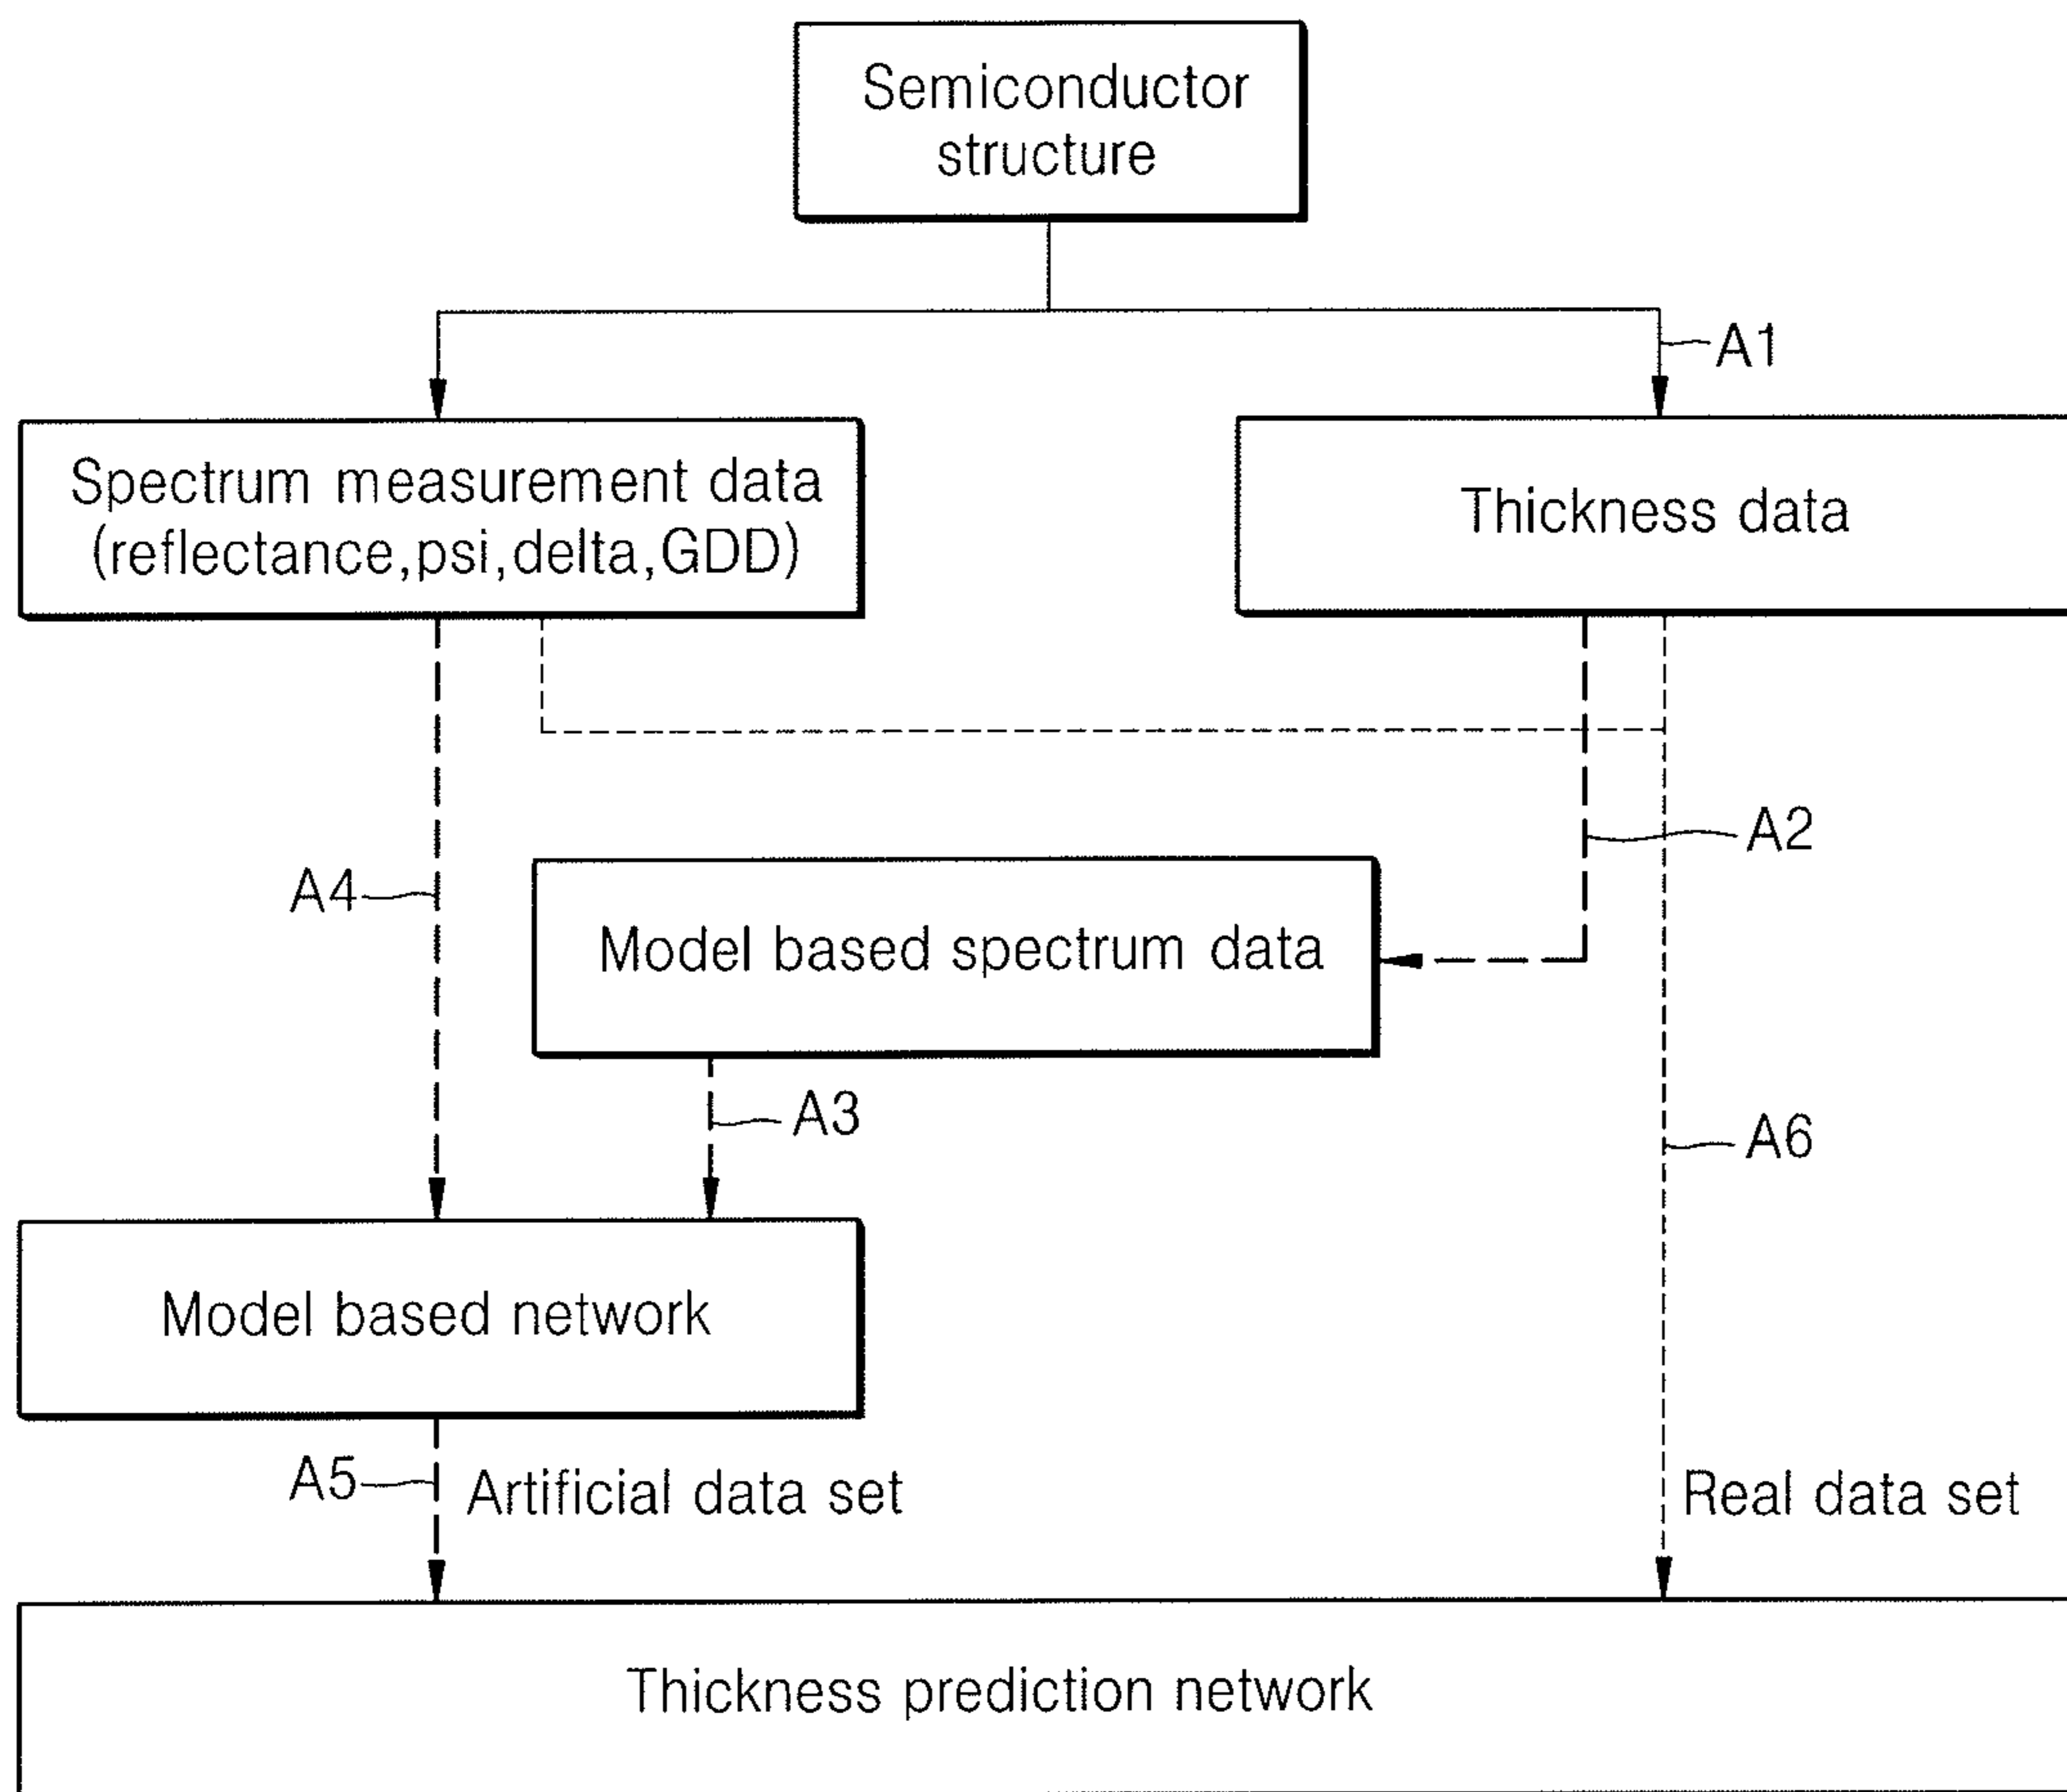 Semiconductor
structure
A1
Spectrum measurement data
(reflectance,psi,delta,GDD)
Thickness data
A2
A4
Model based spectrum data
A3
A6
Model based network
A5
Artificial data set
Real data set
Thickness prediction network